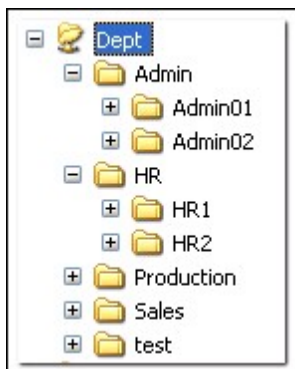 Dept
Admin
Admin01
Admin02
HR
HR1
HR2
Production
Sales
test